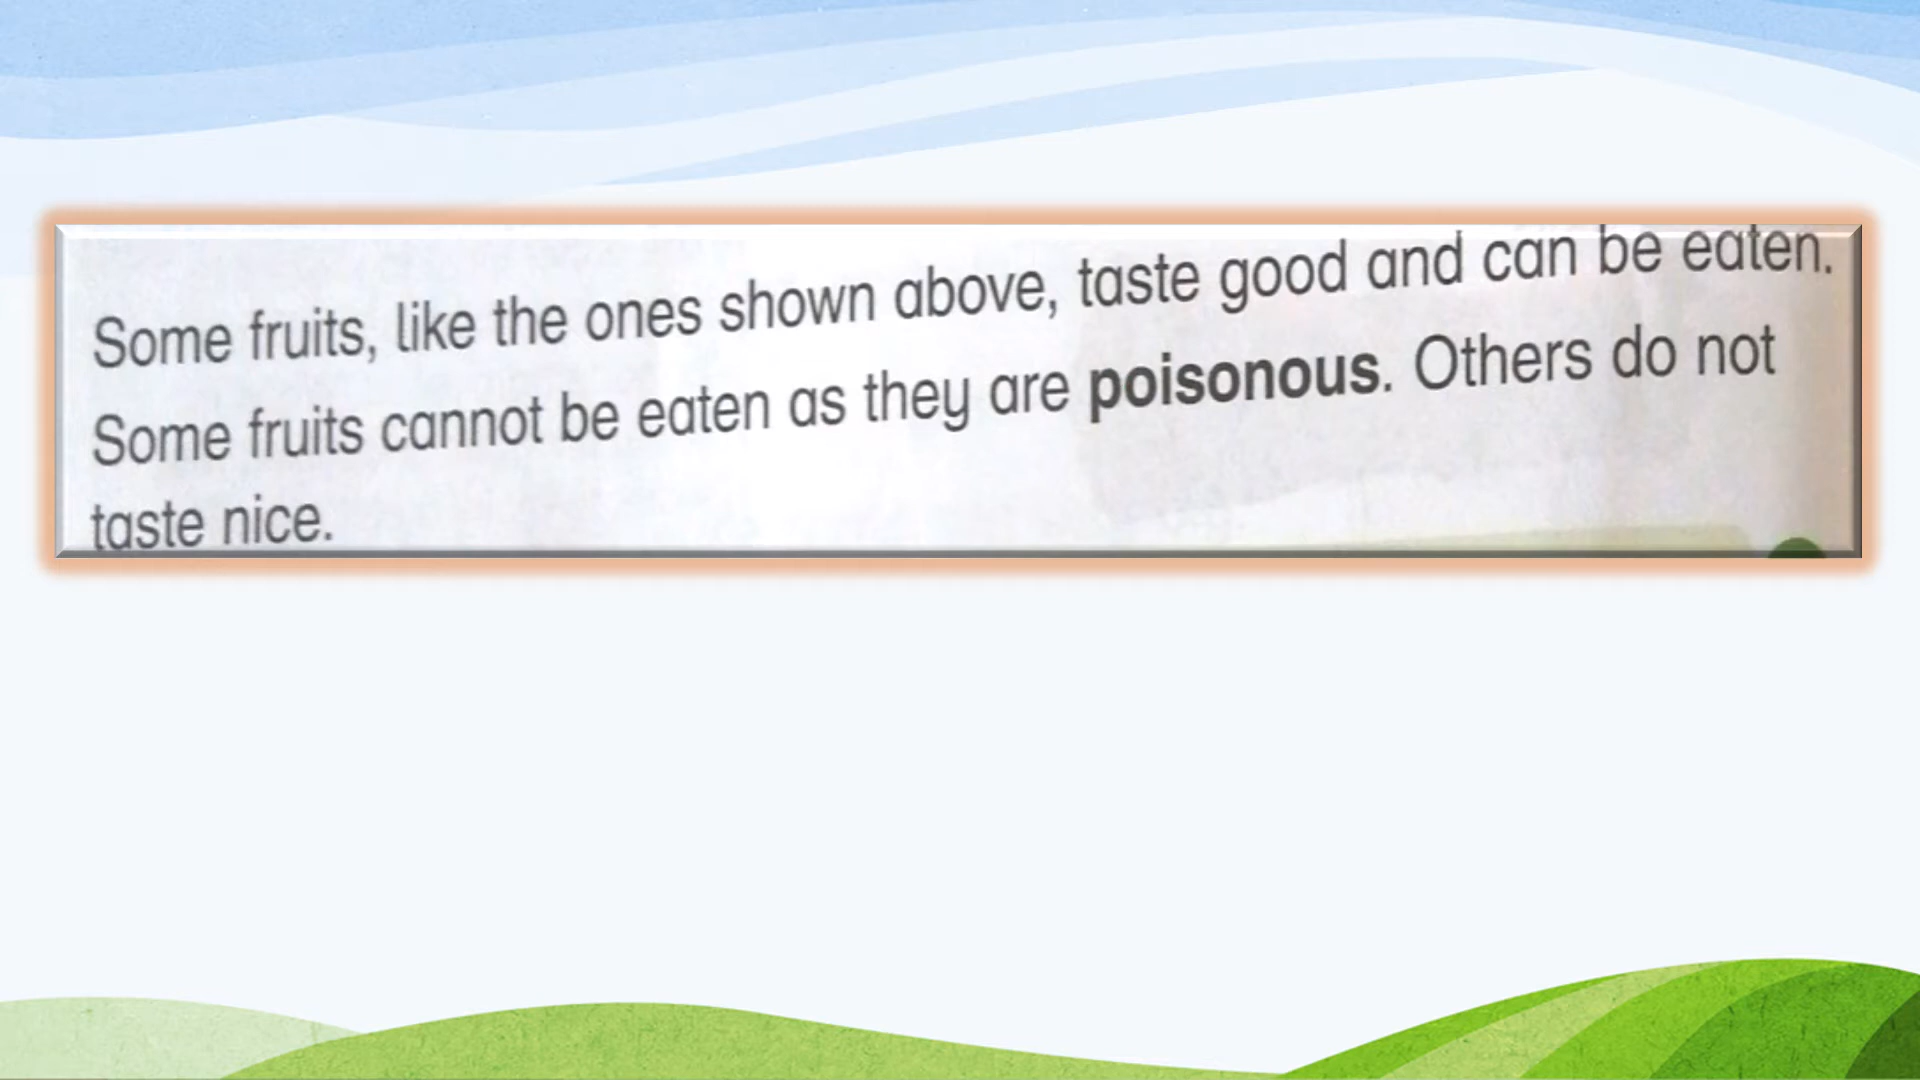 Some fruits, like the ones shown above, taste good and can be eaten.
Some fruits cannot be eaten as they are poisonous. Others do not
taste nice.